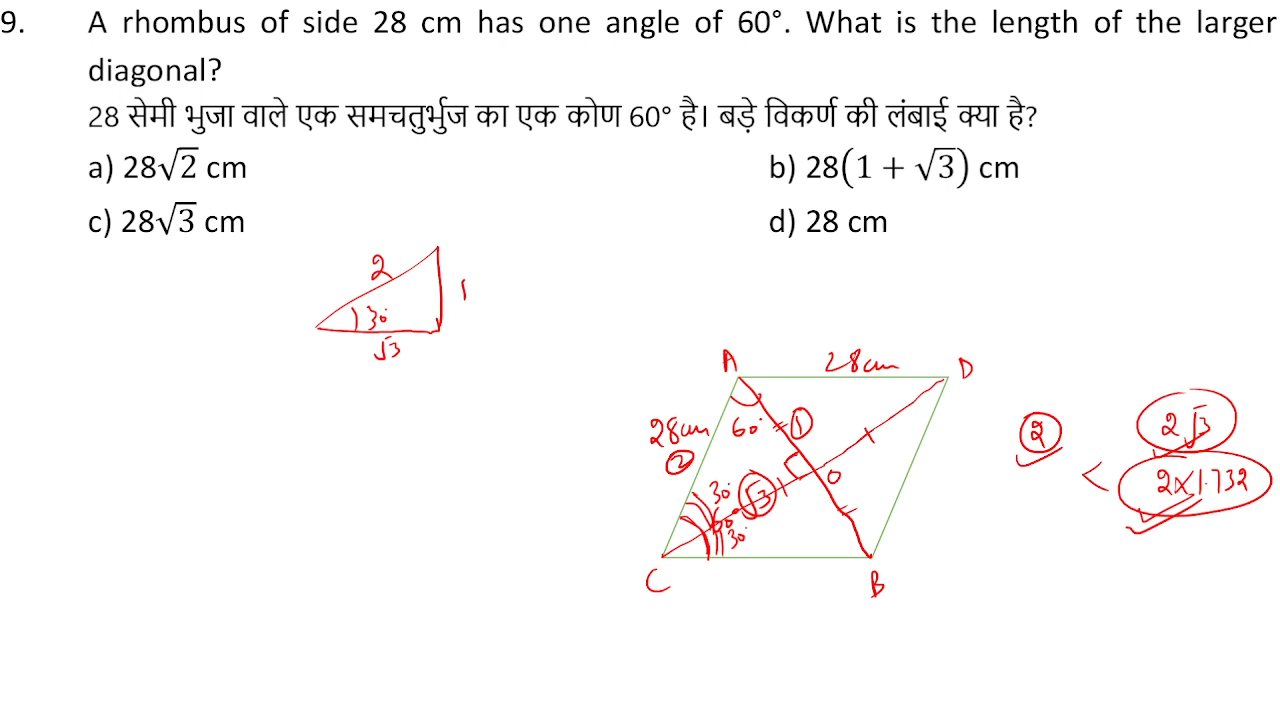 9. A rhombus of side 28 cm has one angle of 60°. What is the length of the larger
diagonal?
28 सेमी भुजा वाले एक समचतुर्भुज का एक कोण 60° है। बड़े विकर्ण की लंबाई क्या है?
a) 28√2 cm b) 28(1 + √3) cm
c) 28√3 cm d) 28 cm
2
1
30°
√3
A 28cm D
28cm 60° 1
2
2 2√3
< 2×1.732
O
30° √3 1
60°
30°
C B